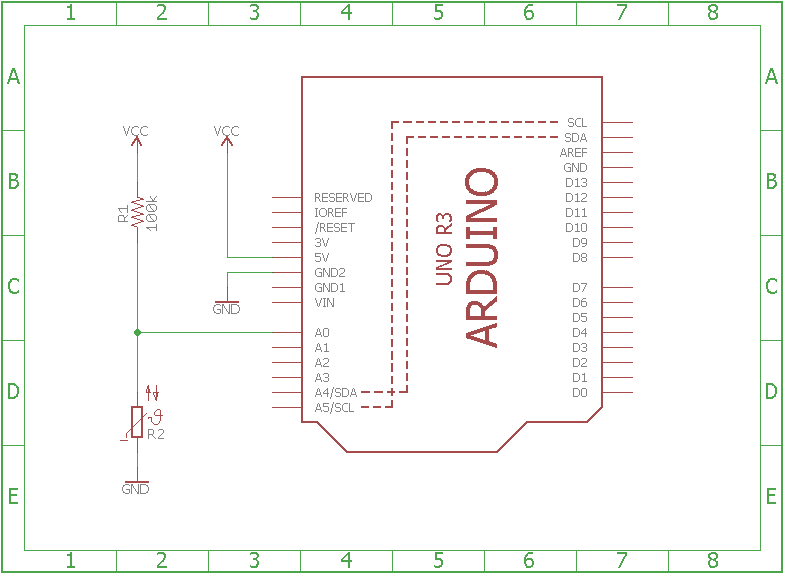 1 2 3 4 5 6 7 8
A A
SCL
VCC VCC SDA
AREF
GND
B D13 B
RESERVED D12
R1 100k IOREF D11
/RESET D10
3V D9
5V D8
UNO R3
ARDUINO
GND2
C GND1 D7 C
VIN D6
GND
D5
A0 D4
A1 D3
A2 D2
A3 D1
D A4/SDA D0 D
A5/SCL
ϑ
R2
GND
E E
1 2 3 4 5 6 7 8